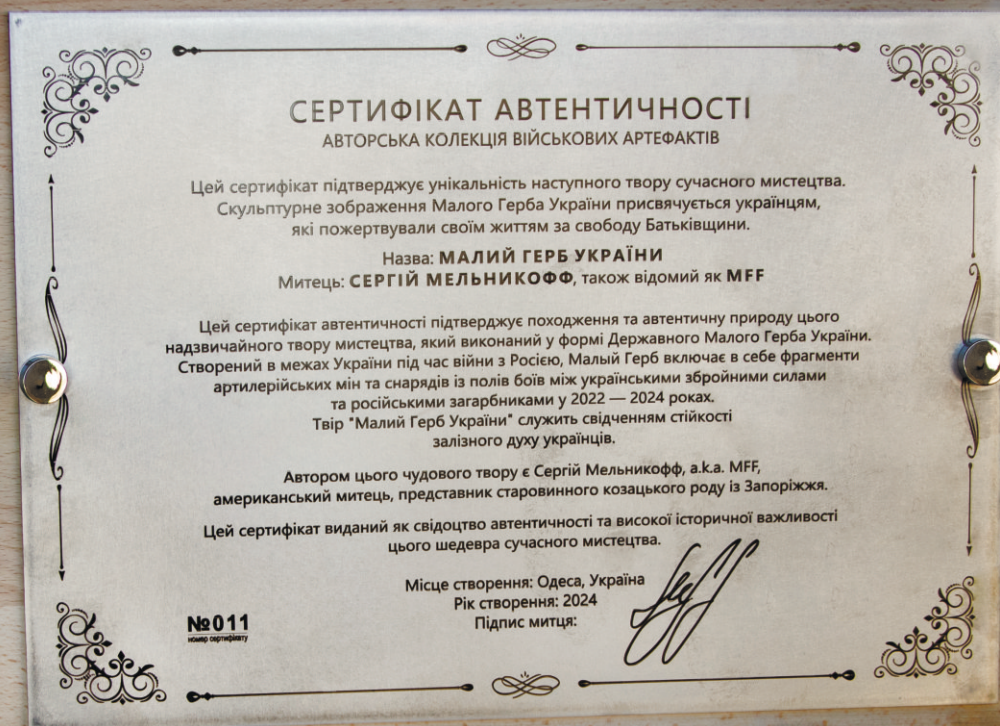 СЕРТИФІКАТ АВТЕНТИЧНОСТІ
АВТОРСЬКА КОЛЕКЦІЯ ВІЙСЬКОВИХ АРТЕФАКТІВ
Цей сертифікат підтверджує унікальність наступного твору сучасного мистецтва.
Скульптурне зображення Малого Герба України присвячується українцям,
які пожертвували своїм життям за свободу Батьківщини.
Назва: МАЛИЙ ГЕРБ УКРАЇНИ
Митець: СЕРГІЙ МЕЛЬНИКОФФ, також відомий як MFF
Цей сертифікат автентичності підтверджує походження та автентичну природу цього
надзвичайного твору мистецтва, який виконаний у формі Державного Малого Герба України.
Створений в межах України під час війни з Росією, Малый Герб включає в себе фрагменти
артилерійських мін та снарядів із полів боїв між українськими збройними силами
та російськими загарбниками у 2022 — 2024 роках.
Твір "Малий Герб України" служить свідченням стійкості
залізного духу українців.
Автором цього чудового твору є Сергій Мельникофф, a.k.a. MFF,
американський митець, представник старовинного козацького роду із Запоріжжя.
Цей сертифікат виданий як свідоцтво автентичності та високої історичної важливості
цього шедевра сучасного мистецтва.
Місце створення: Одеса, Україна
Рік створення: 2024
Підпис митця:
№011
номер сертифікату